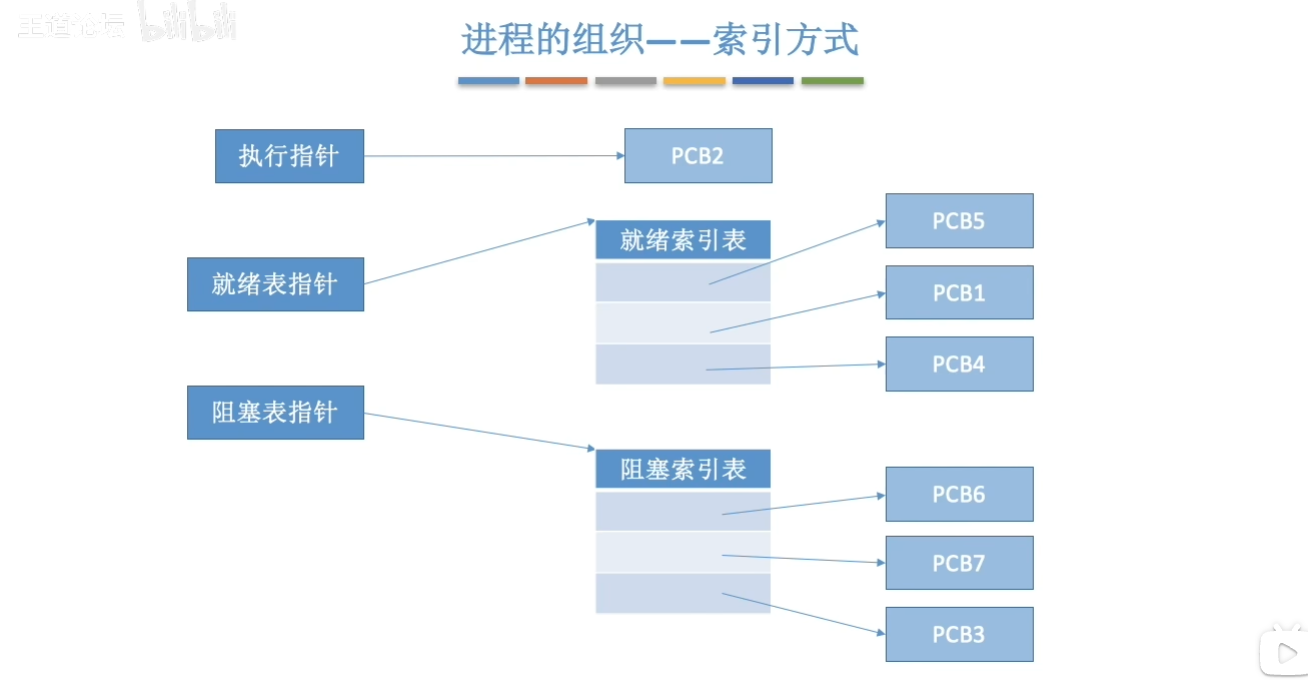 王道论坛 bilibili
进程的组织——索引方式
执行指针
PCB2
就绪表指针
就绪索引表
PCB5
PCB1
PCB4
阻塞表指针
阻塞索引表
PCB6
PCB7
PCB3